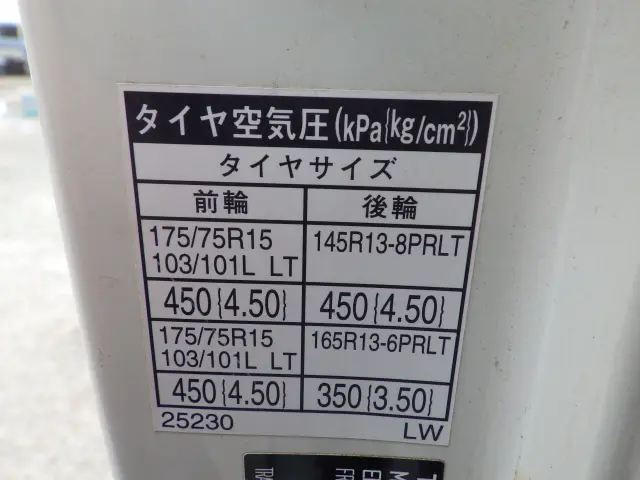 タイヤ空気圧(kPa{kg/cm²})
タイヤサイズ
前輪 後輪
175/75R15 103/101L LT 145R13-8PRLT
450{4.50} 450{4.50}
175/75R15 103/101L LT 165R13-6PRLT
450{4.50} 350{3.50}
25230 LW